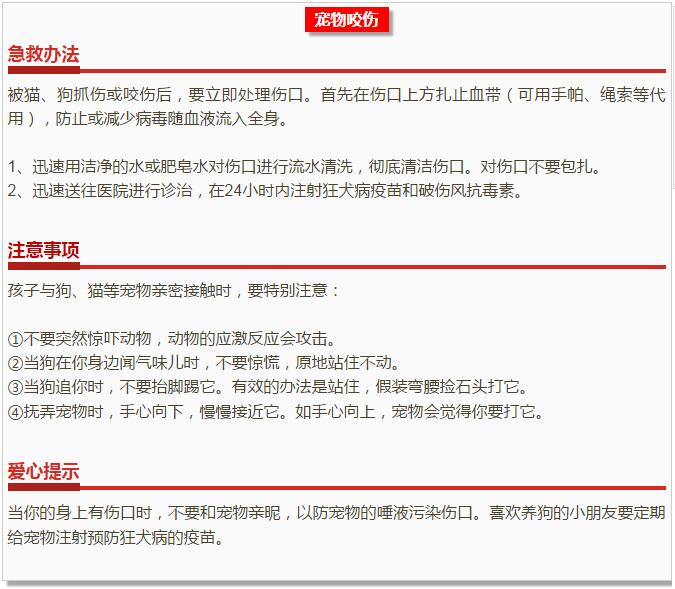 宠物咬伤
急救办法
被猫、狗抓伤或咬伤后，要立即处理伤口。首先在伤口上方扎止血带（可用手帕、绳索等代
用），防止或减少病毒随血液流入全身。
1、迅速用洁净的水或肥皂水对伤口进行流水清洗，彻底清洁伤口。对伤口不要包扎。
2、迅速送往医院进行诊治，在24小时内注射狂犬病疫苗和破伤风抗毒素。
注意事项
孩子与狗、猫等宠物亲密接触时，要特别注意：
①不要突然惊吓动物，动物的应激反应会攻击。
②当狗在你身边闻气味儿时，不要惊慌，原地站住不动。
③当狗追你时，不要抬脚踢它。有效的办法是站住，假装弯腰捡石头打它。
④抚弄宠物时，手心向下，慢慢接近它。如手心向上，宠物会觉得你要打它。
爱心提示
当你的身上有伤口时，不要和宠物亲昵，以防宠物的唾液污染伤口。喜欢养狗的小朋友要定期
给宠物注射预防狂犬病的疫苗。